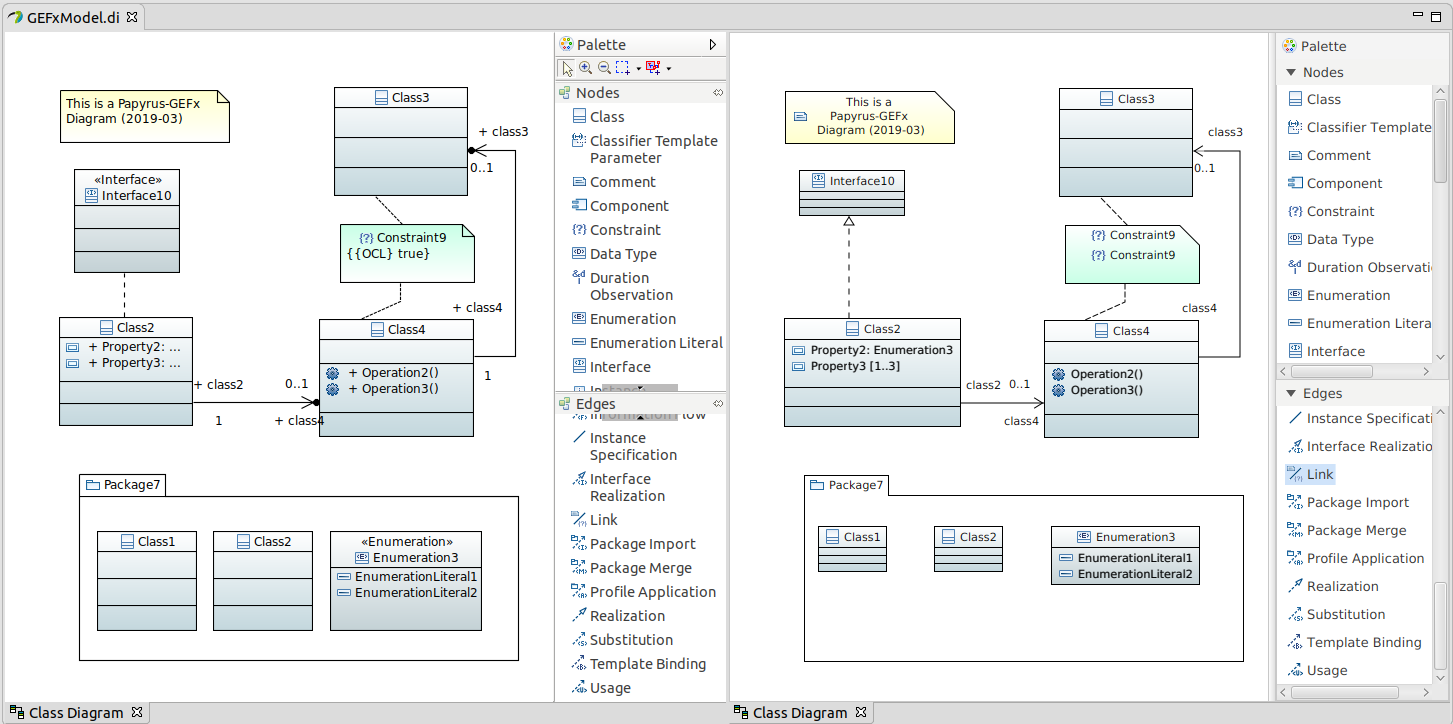 GEFxModel.di
This is a Papyrus-GEFx
Diagram (2019-03)
Class3
+ class3
0..1
«Interface»
Interface10
{?} Constraint9
{{OCL} true}
+ class4
Class2
+ Property2: ...
+ Property3: ...
Class4
+ Operation2()
+ Operation3()
1
+ class2
0..1
1
+ class4
Package7
Class1
Class2
«Enumeration»
Enumeration3
EnumerationLiteral1
EnumerationLiteral2
Class Diagram
Palette
Nodes
Class
Classifier Template
Parameter
Comment
Component
{?} Constraint
Data Type
Duration
Observation
Enumeration
Enumeration Literal
Interface
Edges
Instance
Specification
Interface
Realization
Link
Package Import
Package Merge
Profile Application
Realization
Substitution
Template Binding
Usage
This is a
Papyrus-GEFx
Diagram (2019-03)
Class3
class3
0..1
Interface10
{?} Constraint9
{?} Constraint9
class4
Class2
Property2: Enumeration3
Property3 [1..3]
Class4
Operation2()
Operation3()
class2
0..1
class4
Package7
Class1
Class2
Enumeration3
EnumerationLiteral1
EnumerationLiteral2
Class Diagram
Palette
Nodes
Class
Classifier Template
Comment
Component
{?} Constraint
Data Type
Duration Observati
Enumeration
Enumeration Litera
Interface
Edges
Instance Specificati
Interface Realizatio
Link
Package Import
Package Merge
Profile Application
Realization
Substitution
Template Binding
Usage